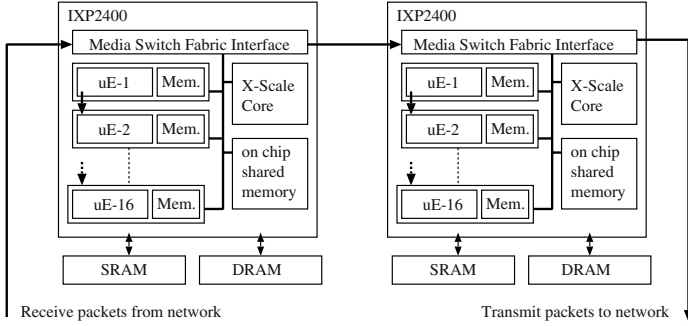 IXP2400
Media Switch Fabric Interface
uE-1 Mem.
uE-2 Mem.
uE-16 Mem.
X-Scale
Core
on chip
shared
memory
SRAM
DRAM
IXP2400
Media Switch Fabric Interface
uE-1 Mem.
uE-2 Mem.
uE-16 Mem.
X-Scale
Core
on chip
shared
memory
SRAM
DRAM
Receive packets from network
Transmit packets to network